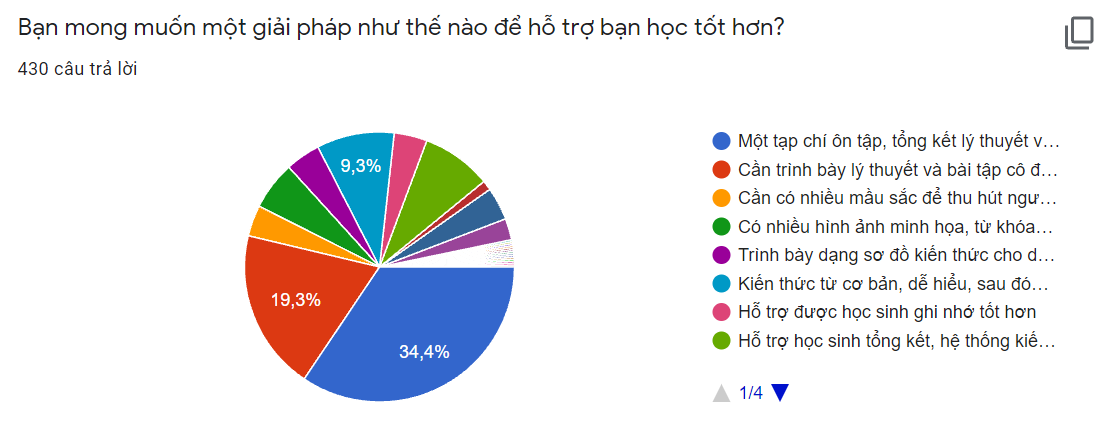 Bạn mong muốn một giải pháp như thế nào để hỗ trợ bạn học tốt hơn?
430 câu trả lời
9,3%
19,3%
34,4%
Một tạp chí ôn tập, tổng kết lý thuyết v…
Cần trình bày lý thuyết và bài tập cô đ…
Cần có nhiều mầu sắc để thu hút ngư…
Có nhiều hình ảnh minh họa, từ khóa…
Trình bày dạng sơ đồ kiến thức cho d…
Kiến thức từ cơ bản, dễ hiểu, sau đó…
Hỗ trợ được học sinh ghi nhớ tốt hơn
Hỗ trợ học sinh tổng kết, hệ thống kiế…
1/4